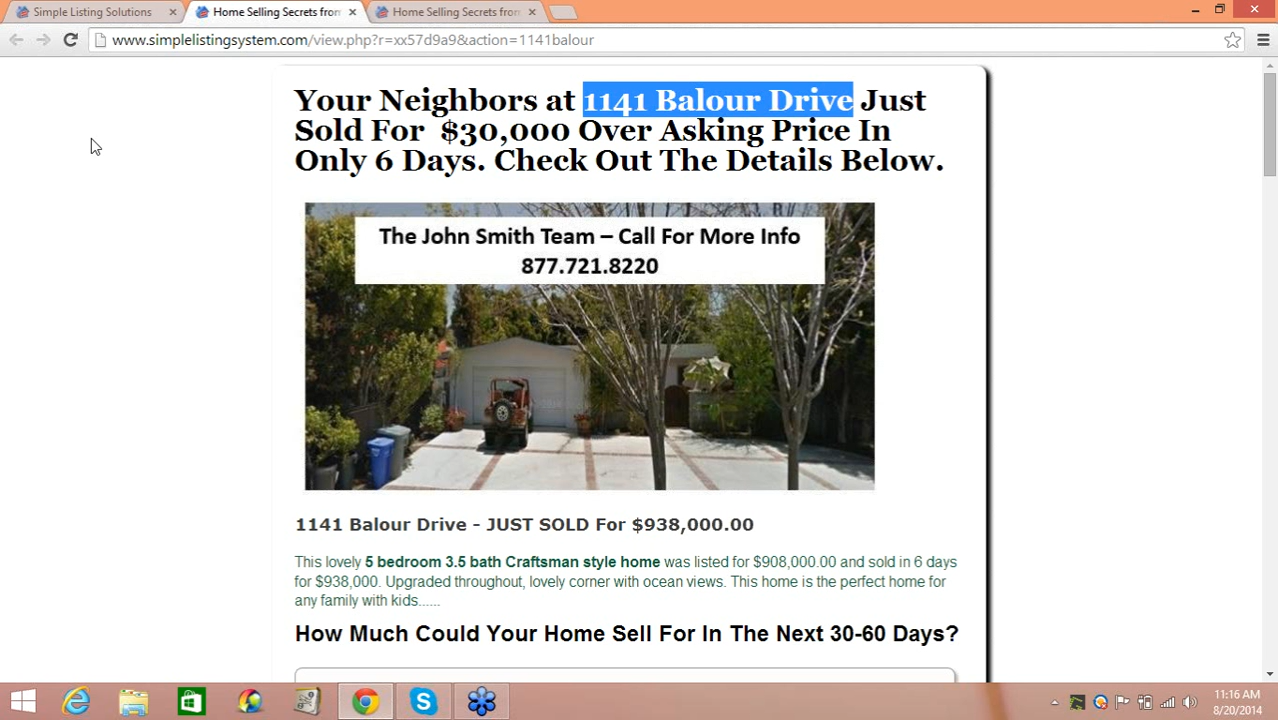 Simple Listing Solutions
Home Selling Secrets from
Home Selling Secrets from
www.simplelistingsystem.com/view.php?r=xx57d9a9&action=1141balour
Your Neighbors at 1141 Balour Drive Just
Sold For $30,000 Over Asking Price In
Only 6 Days. Check Out The Details Below.
The John Smith Team – Call For More Info
877.721.8220
1141 Balour Drive - JUST SOLD For $938,000.00
This lovely 5 bedroom 3.5 bath Craftsman style home was listed for $908,000.00 and sold in 6 days
for $938,000. Upgraded throughout, lovely corner with ocean views. This home is the perfect home for
any family with kids......
How Much Could Your Home Sell For In The Next 30-60 Days?
11:16 AM
8/20/2014